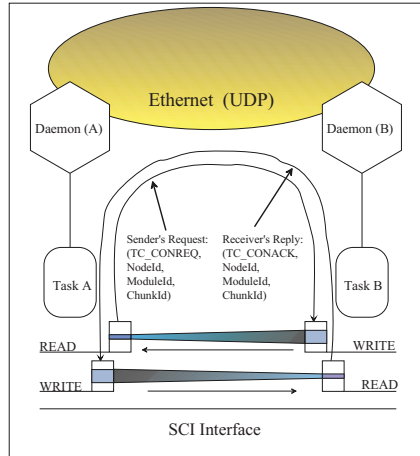 Ethernet (UDP)
Daemon (A)
Daemon (B)
Sender's Request:
(TC_CONREQ,
NodeId,
ModuleId,
ChunkId)
Receiver's Reply:
(TC_CONACK,
NodeId,
ModuleId,
ChunkId)
Task A
Task B
READ
WRITE
WRITE
READ
SCI Interface